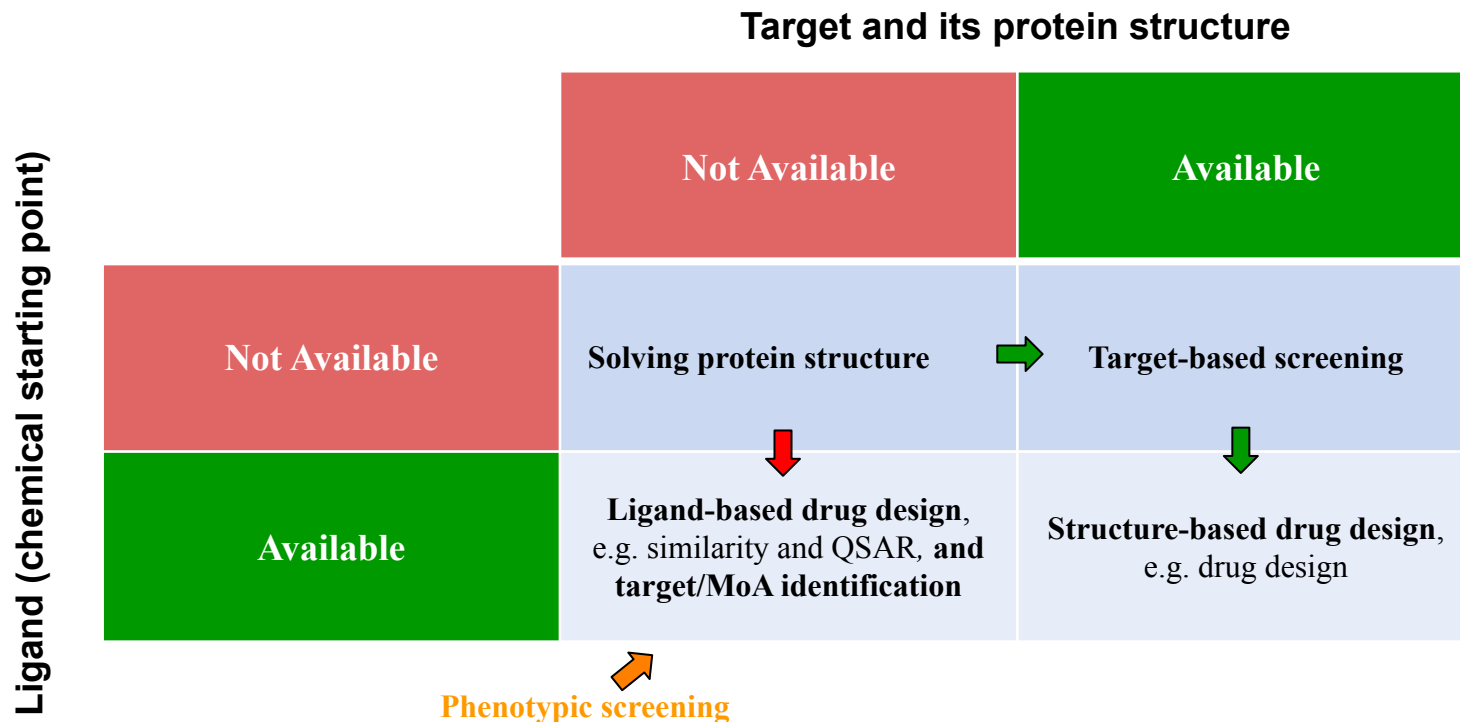 Target and its protein structure
Ligand (chemical starting point)
Not Available
Available
Not Available
Solving protein structure
Target-based screening
Available
Ligand-based drug design,
e.g. similarity and QSAR, and
target/MoA identification
Structure-based drug design,
e.g. drug design
Phenotypic screening